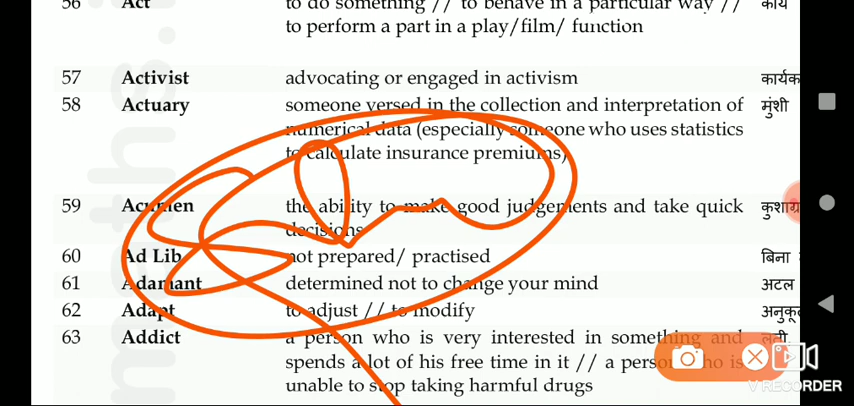 56 Act to do something // to behave in a particular way // कार्य
to perform a part in a play/film/ function
57 Activist advocating or engaged in activism कार्यक
58 Actuary someone versed in the collection and interpretation of मुंशी
numerical data (especially someone who uses statistics
to calculate insurance premiums)
59 Acumen the ability to make good judgements and take quick कुशाग्र
decisions
60 Ad Lib not prepared/ practised बिना
61 Adamant determined not to change your mind अटल
62 Adapt to adjust // to modify अनुकू
63 Addict a person who is very interested in something and लती
spends a lot of his free time in it // a person who is
unable to stop taking harmful drugs
V RECORDER
maths.